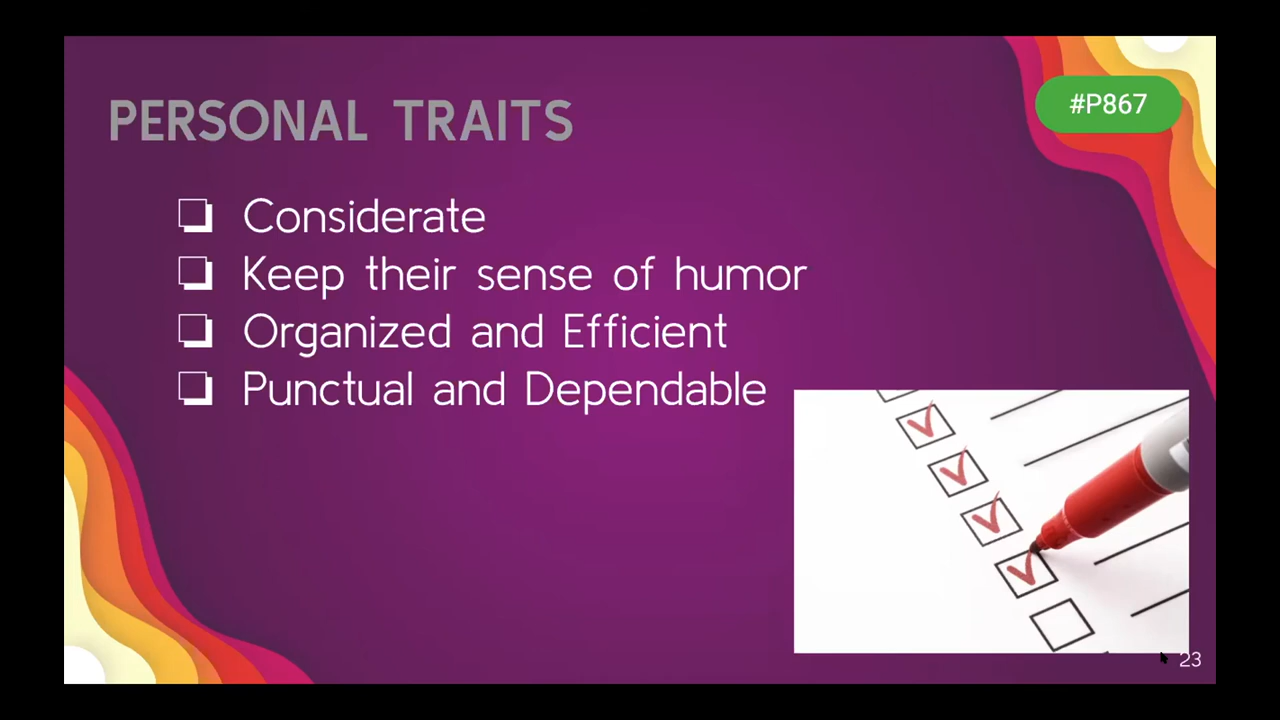 PERSONAL TRAITS
#P867
❏ Considerate
❏ Keep their sense of humor
❏ Organized and Efficient
❏ Punctual and Dependable
23